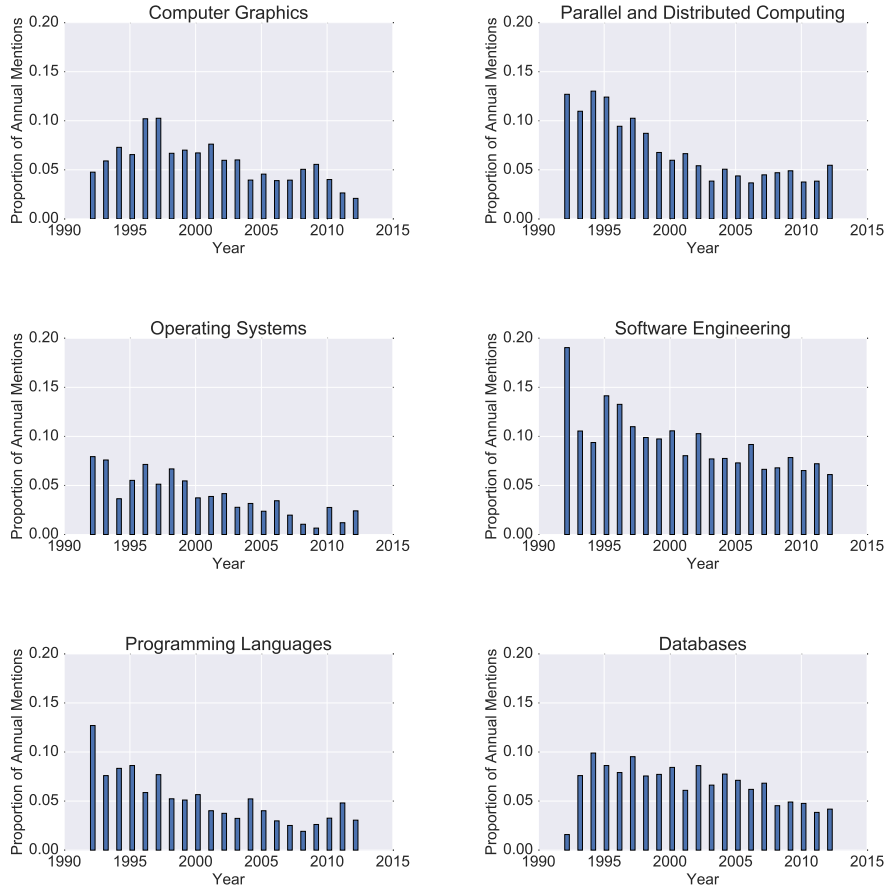 Computer Graphics
Proportion of Annual Mentions
0.20
0.15
0.10
0.05
0.00
1990 1995 2000 2005 2010 2015
Year
Parallel and Distributed Computing
Proportion of Annual Mentions
0.20
0.15
0.10
0.05
0.00
1990 1995 2000 2005 2010 2015
Year
Operating Systems
Proportion of Annual Mentions
0.20
0.15
0.10
0.05
0.00
1990 1995 2000 2005 2010 2015
Year
Software Engineering
Proportion of Annual Mentions
0.20
0.15
0.10
0.05
0.00
1990 1995 2000 2005 2010 2015
Year
Programming Languages
Proportion of Annual Mentions
0.20
0.15
0.10
0.05
0.00
1990 1995 2000 2005 2010 2015
Year
Databases
Proportion of Annual Mentions
0.20
0.15
0.10
0.05
0.00
1990 1995 2000 2005 2010 2015
Year